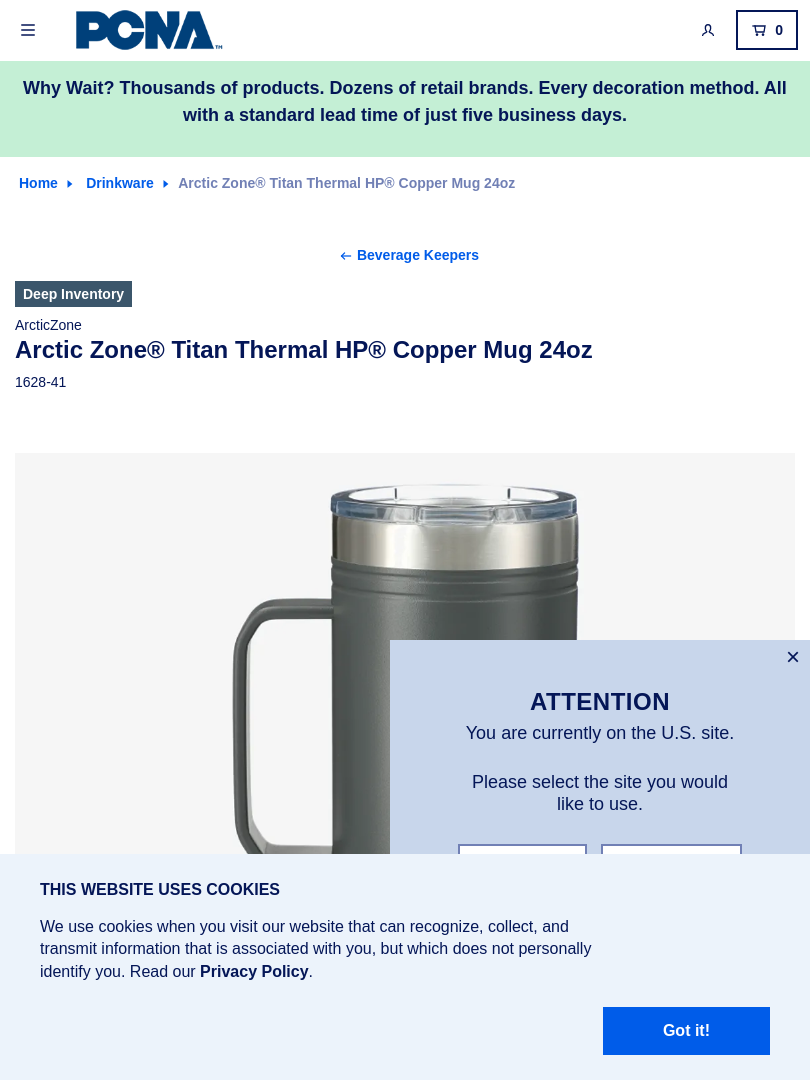 PCNA™
0
Why Wait? Thousands of products. Dozens of retail brands. Every decoration method. All
with a standard lead time of just five business days.
Home Drinkware Arctic Zone® Titan Thermal HP® Copper Mug 24oz
← Beverage Keepers
Deep Inventory
ArcticZone
Arctic Zone® Titan Thermal HP® Copper Mug 24oz
1628-41
×
ATTENTION
You are currently on the U.S. site.
Please select the site you would
like to use.
THIS WEBSITE USES COOKIES
We use cookies when you visit our website that can recognize, collect, and
transmit information that is associated with you, but which does not personally
identify you. Read our Privacy Policy.
Got it!